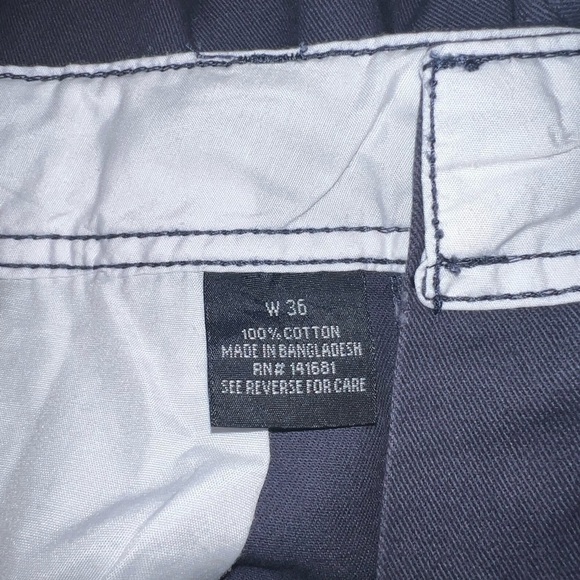 W 36
100% COTTON
MADE IN BANGLADESH
RN# 141681
SEE REVERSE FOR CARE